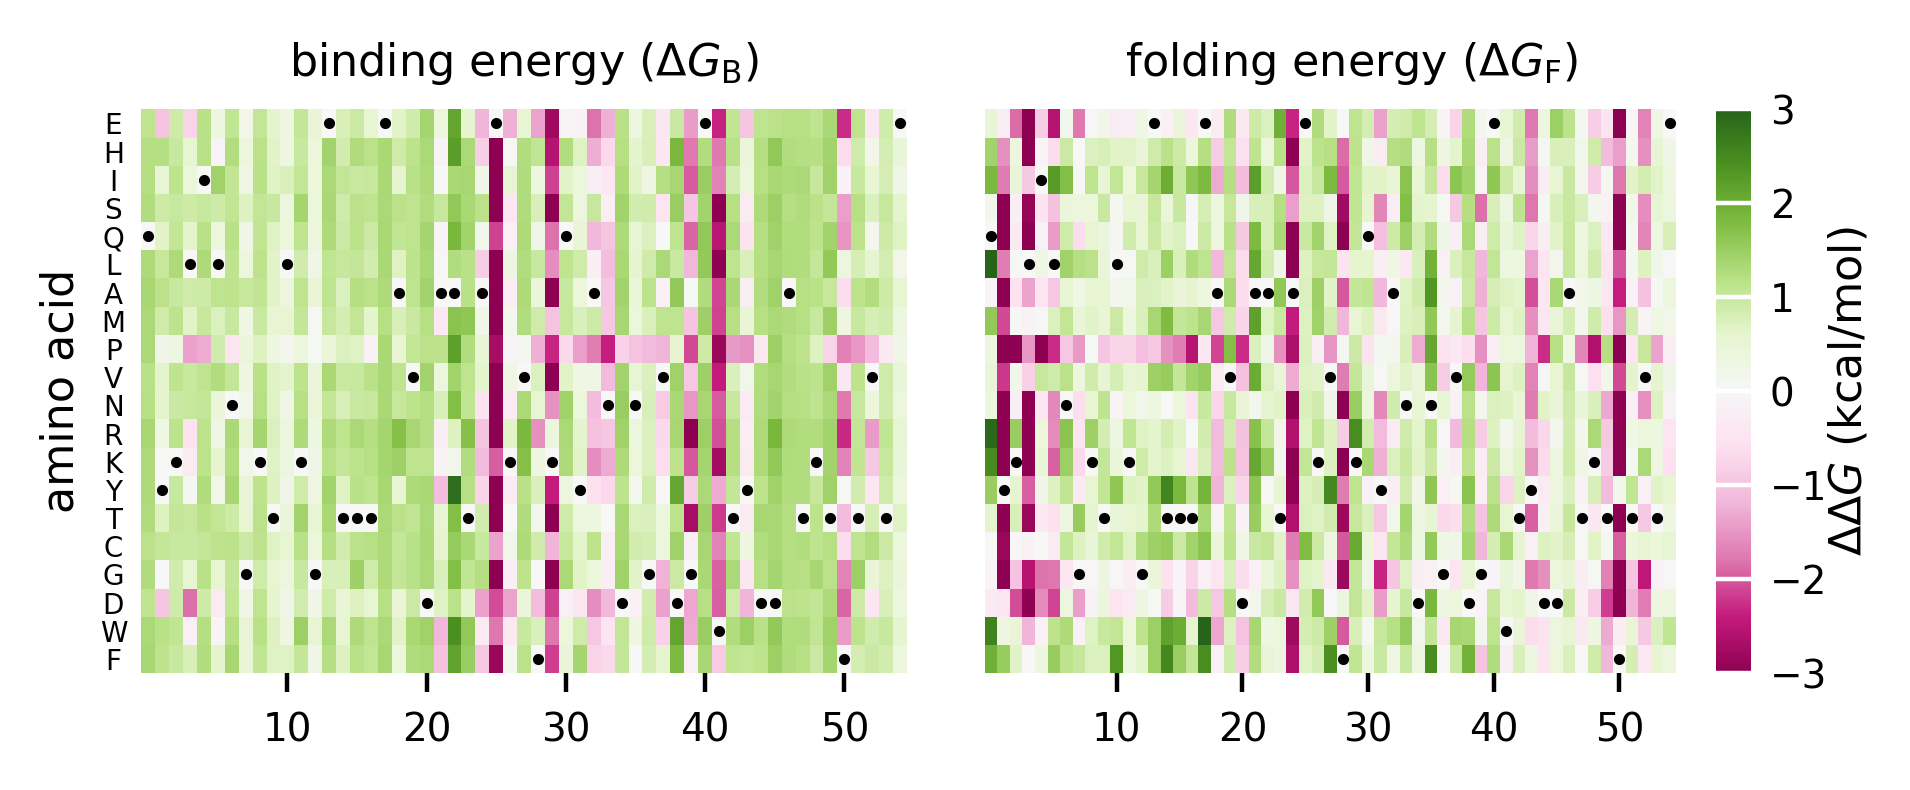 binding energy (ΔG_B)
folding energy (ΔG_F)
amino acid
E
H
I
S
Q
L
A
M
P
V
N
R
K
Y
T
C
G
D
W
F
10 20 30 40 50
10 20 30 40 50
3
2
1
0
−1
−2
−3
ΔΔG (kcal/mol)